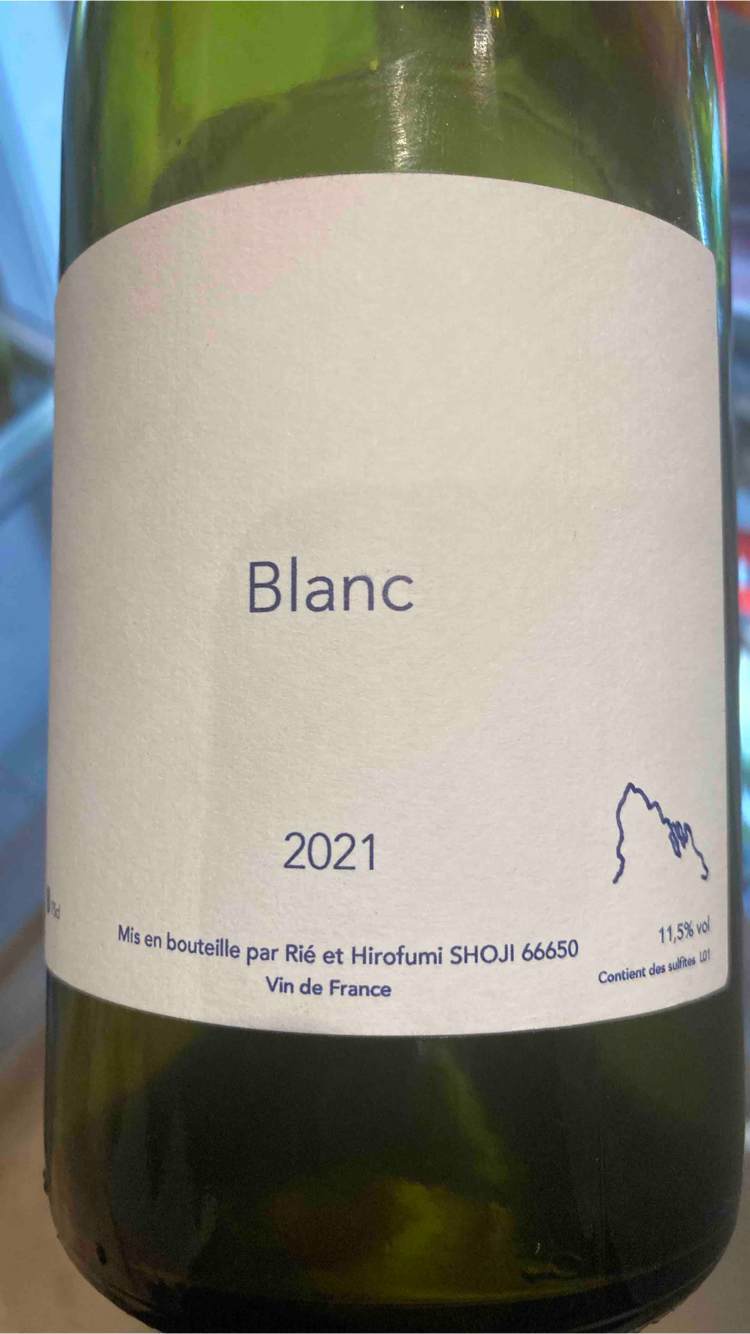 Blanc
2021
Mis en bouteille par Rié et Hirofumi SHOJI 66650
Vin de France
11,5% vol
Contient des sulfites L01